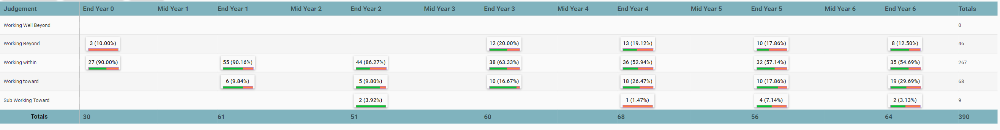 Judgement End Year 0 Mid Year 1 End Year 1 Mid Year 2 End Year 2 Mid Year 3 End Year 3 Mid Year 4 End Year 4 Mid Year 5 End Year 5 Mid Year 6 End Year 6 Totals
Working Well Beyond 0
Working Beyond 3 (10.00%) 12 (20.00%) 13 (19.12%) 10 (17.86%) 8 (12.50%) 46
Working within 27 (90.00%) 55 (90.16%) 44 (86.27%) 38 (63.33%) 36 (52.94%) 32 (57.14%) 35 (54.69%) 267
Working toward 6 (9.84%) 5 (9.80%) 10 (16.67%) 18 (26.47%) 10 (17.86%) 19 (29.69%) 68
Sub Working Toward 2 (3.92%) 1 (1.47%) 4 (7.14%) 2 (3.13%) 9
Totals 30 61 51 60 68 56 64 390